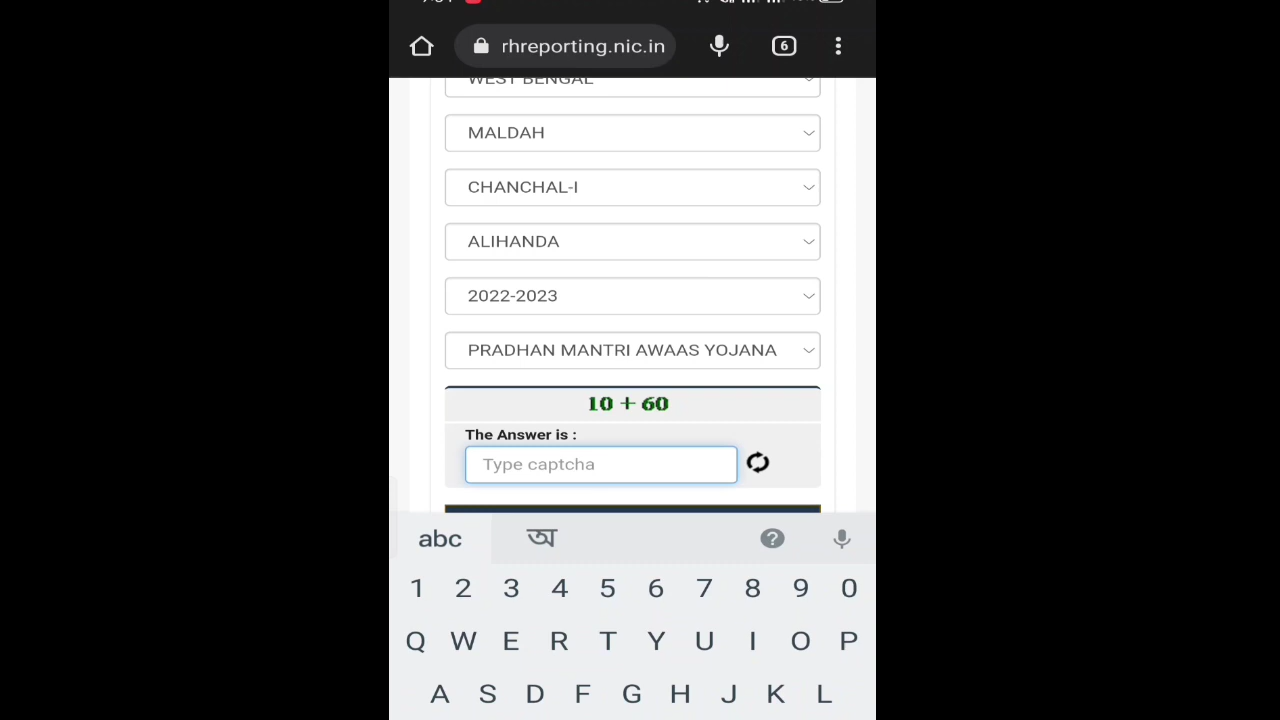 rhreporting.nic.in
6
WEST BENGAL
MALDAH
CHANCHAL-I
ALIHANDA
2022-2023
PRADHAN MANTRI AWAAS YOJANA
10 + 60
The Answer is :
Type captcha
abc অ ?
1 2 3 4 5 6 7 8 9 0
Q W E R T Y U I O P
A S D F G H J K L